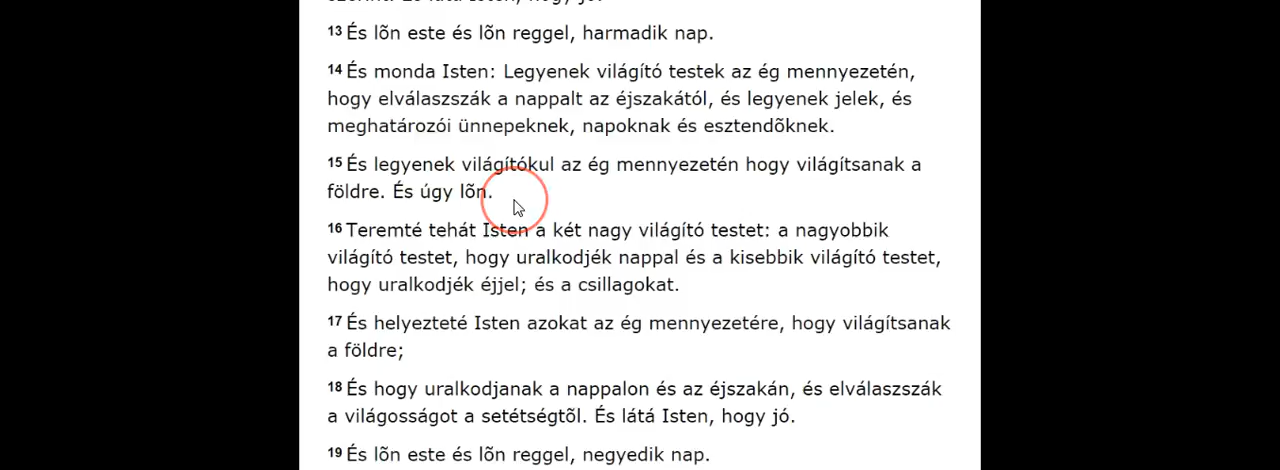 13 És lõn este és lõn reggel, harmadik nap.
14 És monda Isten: Legyenek világító testek az ég mennyezetén,
hogy elválaszszák a nappalt az éjszakától, és legyenek jelek, és
meghatározói ünnepeknek, napoknak és esztendõknek.
15 És legyenek világítókul az ég mennyezetén hogy világítsanak a
földre. És úgy lõn.
16 Teremté tehát Isten a két nagy világító testet: a nagyobbik
világító testet, hogy uralkodjék nappal és a kisebbik világító testet,
hogy uralkodjék éjjel; és a csillagokat.
17 És helyezteté Isten azokat az ég mennyezetére, hogy világítsanak
a földre;
18 És hogy uralkodjanak a nappalon és az éjszakán, és elválaszszák
a világosságot a setétségtõl. És látá Isten, hogy jó.
19 És lõn este és lõn reggel, negyedik nap.